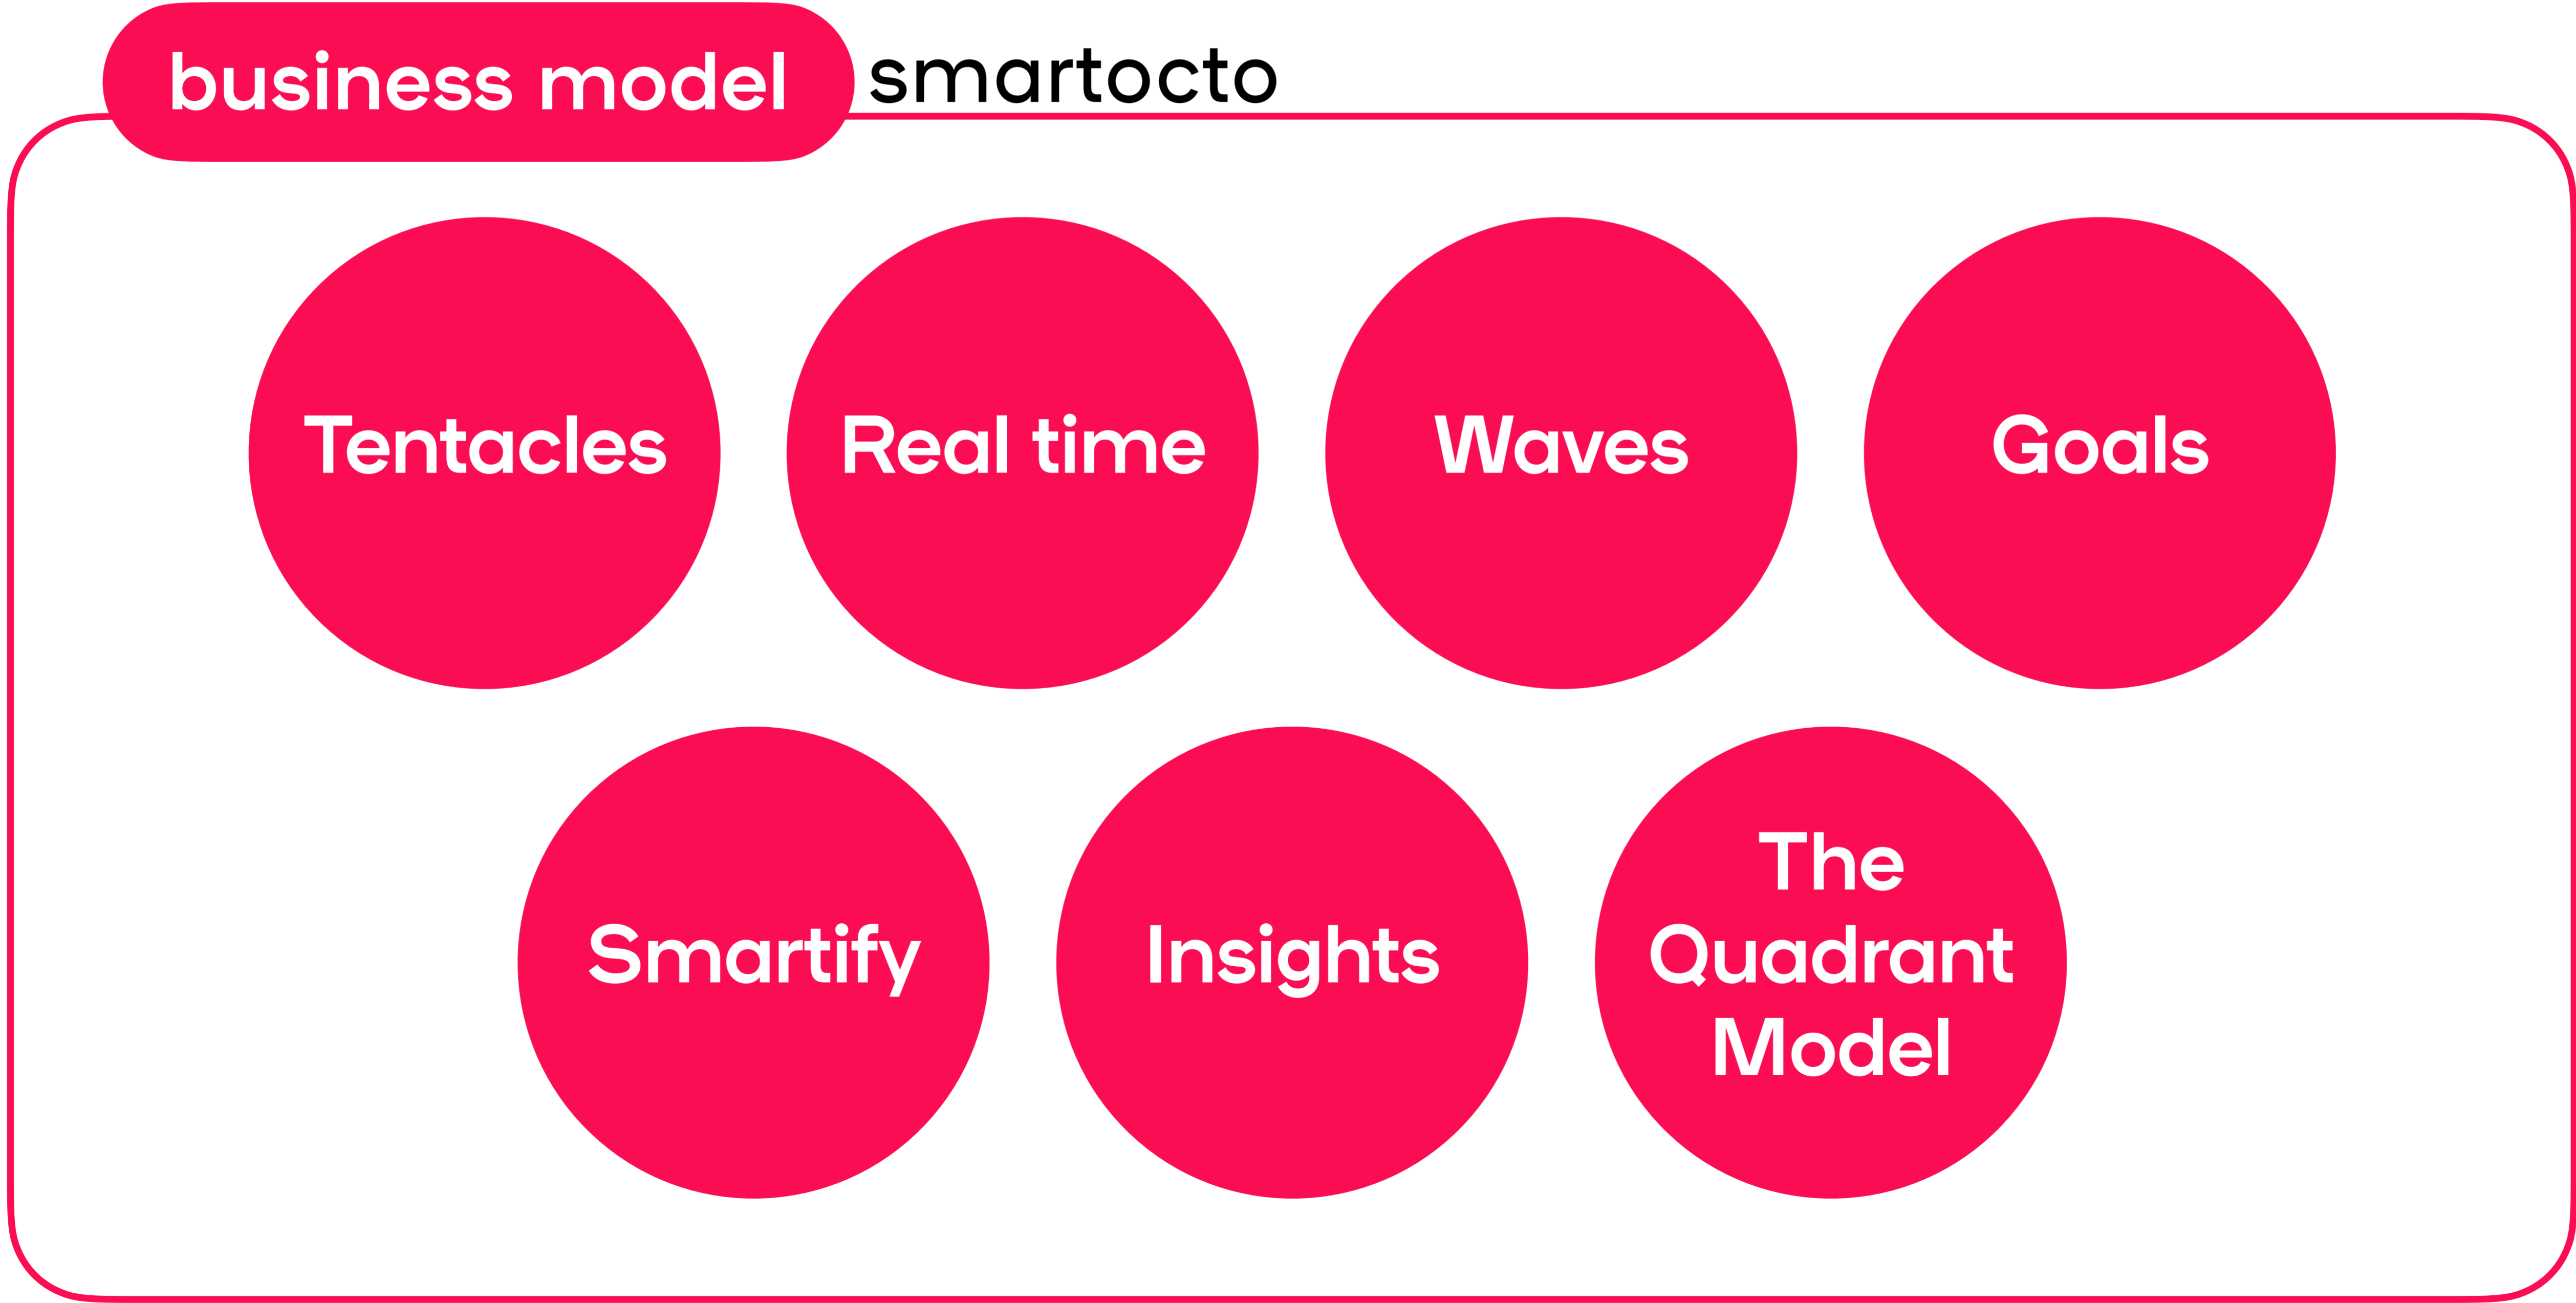 business model
smartocto
Tentacles
Real time
Waves
Goals
Smartify
Insights
The
Quadrant
Model